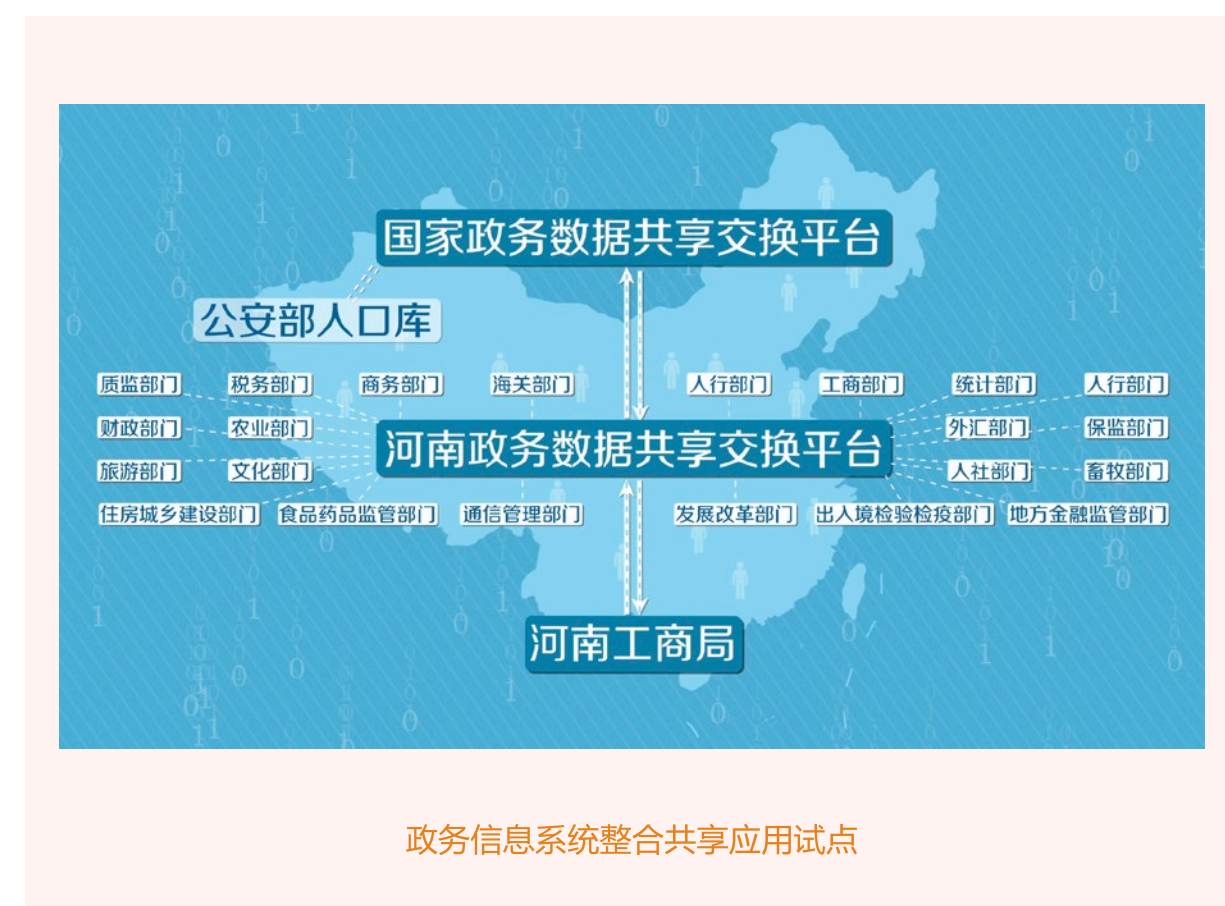 国家政务数据共享交换平台
公安部人口库
质监部门 税务部门 商务部门 海关部门 人行部门 工商部门 统计部门 人行部门
财政部门 农业部门 外汇部门 保监部门
河南政务数据共享交换平台
旅游部门 文化部门 人社部门 畜牧部门
住房城乡建设部门 食品药品监管部门 通信管理部门 发展改革部门 出入境检验检疫部门 地方金融监管部门
河南工商局
政务信息系统整合共享应用试点